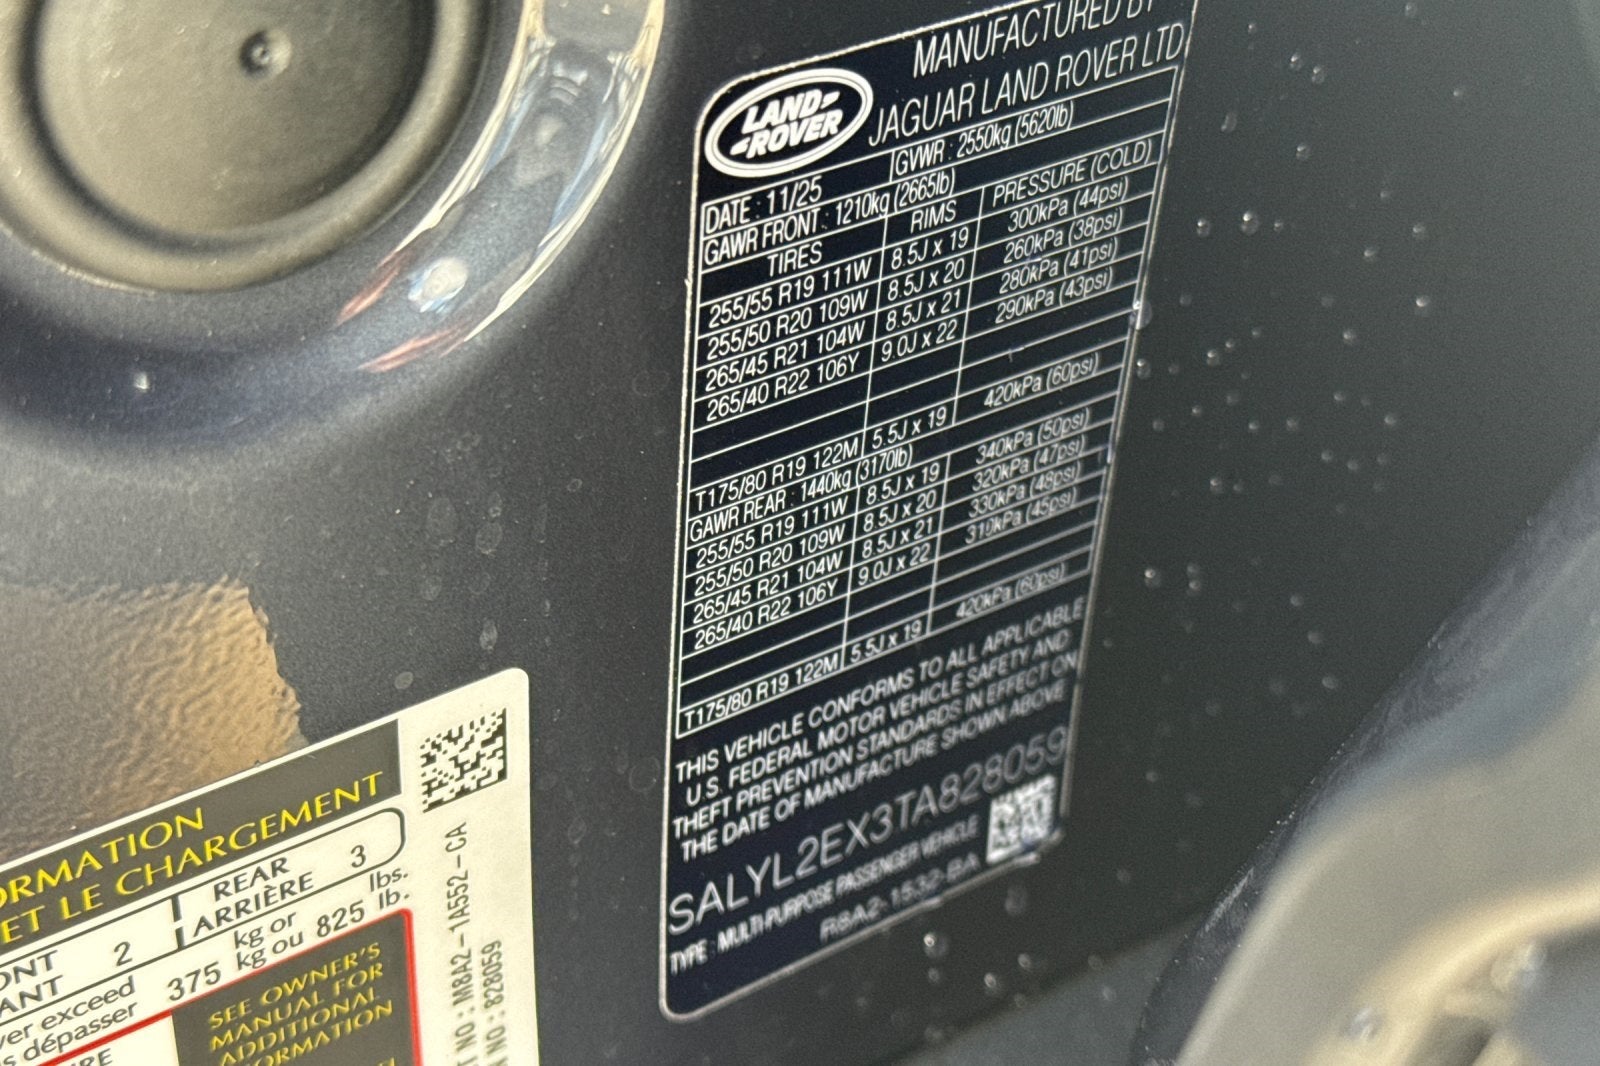 MANUFACTURED BY
JAGUAR LAND ROVER LTD
LAND ROVER
DATE : 11/25 GVWR : 2550kg (5620lb)
GAWR FRONT : 1210kg (2665lb)
TIRES RIMS PRESSURE (COLD)
255/55 R19 111W 8.5J x 19 300kPa (44psi)
255/50 R20 109W 8.5J x 20 260kPa (38psi)
265/45 R21 104W 8.5J x 21 280kPa (41psi)
265/40 R22 106Y 9.0J x 22 290kPa (43psi)
T175/80 R19 122M 5.5J x 19 420kPa (60psi)
GAWR REAR : 1440kg (3170lb)
255/55 R19 111W 8.5J x 19 340kPa (50psi)
255/50 R20 109W 8.5J x 20 320kPa (47psi)
265/45 R21 104W 8.5J x 21 330kPa (48psi)
265/40 R22 106Y 9.0J x 22 310kPa (45psi)
T175/80 R19 122M 5.5J x 19 420kPa (60psi)
THIS VEHICLE CONFORMS TO ALL APPLICABLE
U.S. FEDERAL MOTOR VEHICLE SAFETY AND
THEFT PREVENTION STANDARDS IN EFFECT ON
THE DATE OF MANUFACTURE SHOWN ABOVE
SALYL2EX3TA828059
TYPE : MULTI-PURPOSE PASSENGER VEHICLE
R8A2-1532-BA
ORMATION
ET LE CHARGEMENT
ONT 2 REAR 3
ANT ARRIÈRE
ver exceed 375 kg or 825 lbs.
s dépasser kg ou lb.
SEE OWNER'S
MANUAL FOR
ADDITIONAL
FORMATION
T NO : M8A2-1A552-CA
N NO : 828059